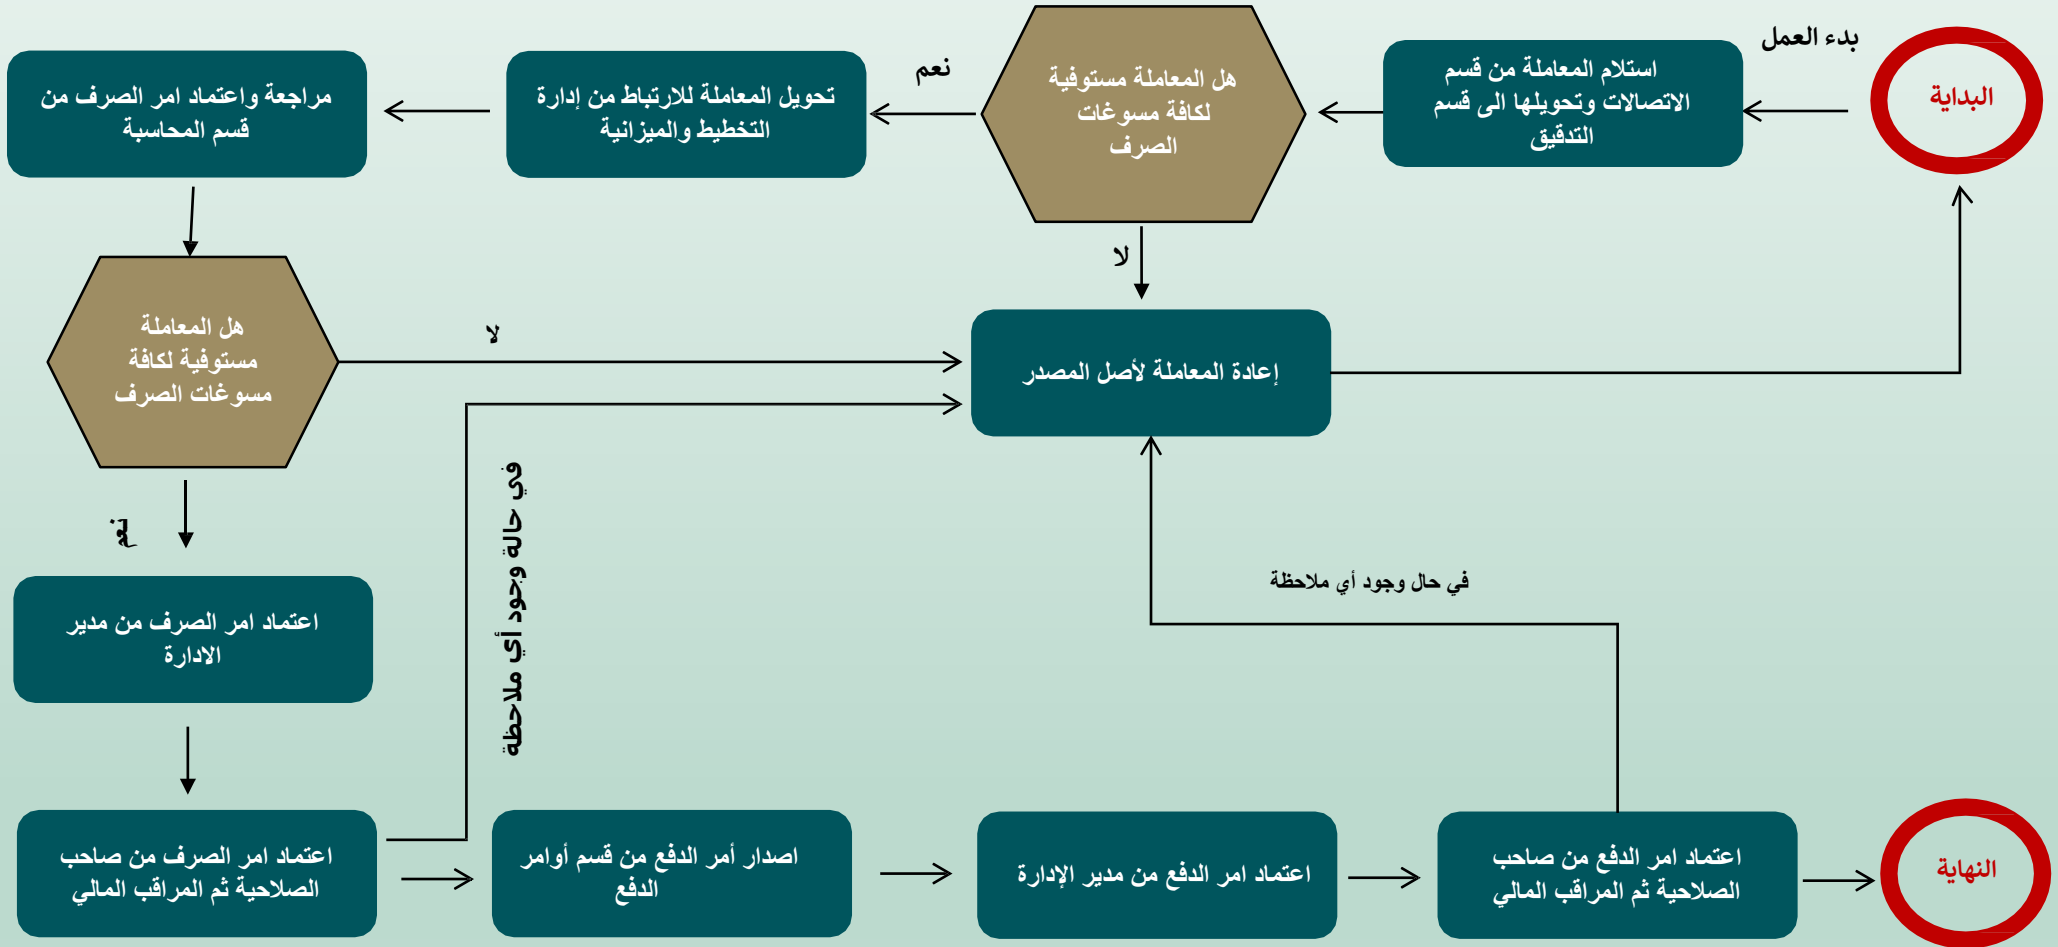 البداية
بدء العمل
استلام المعاملة من قسم
الاتصالات وتحويلها الى قسم
التدقيق
هل المعاملة مستوفية
لكافة مسوغات
الصرف
نعم
تحويل المعاملة للارتباط من إدارة
التخطيط والميزانية
مراجعة واعتماد امر الصرف من
قسم المحاسبة
لا
هل المعاملة
مستوفية لكافة
مسوغات الصرف
لا
إعادة المعاملة لأصل المصدر
نعم
في حالة وجود أي ملاحظة
في حال وجود أي ملاحظة
اعتماد امر الصرف من مدير
الادارة
اعتماد امر الصرف من صاحب
الصلاحية ثم المراقب المالي
اصدار أمر الدفع من قسم أوامر
الدفع
اعتماد امر الدفع من مدير الإدارة
اعتماد امر الدفع من صاحب
الصلاحية ثم المراقب المالي
النهاية